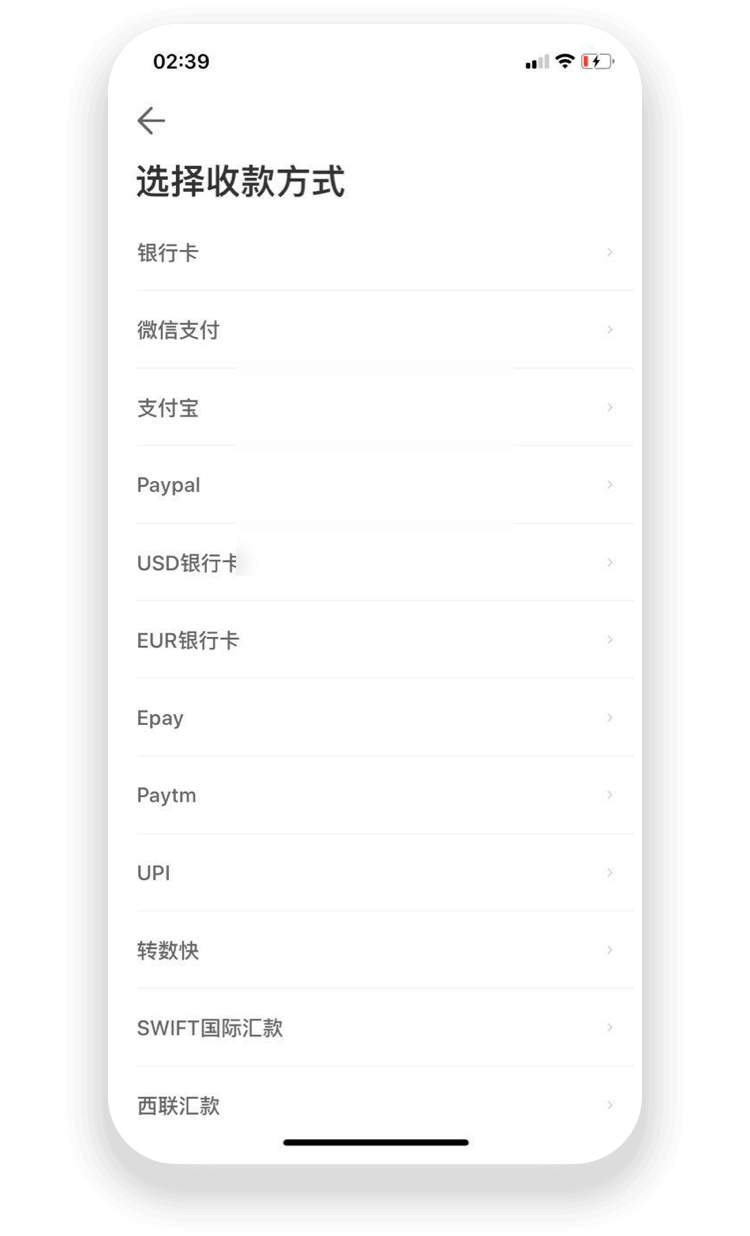 02:39
选择收款方式
银行卡
微信支付
支付宝
Paypal
USD银行卡
EUR银行卡
Epay
Paytm
UPI
转数快
SWIFT国际汇款
西联汇款